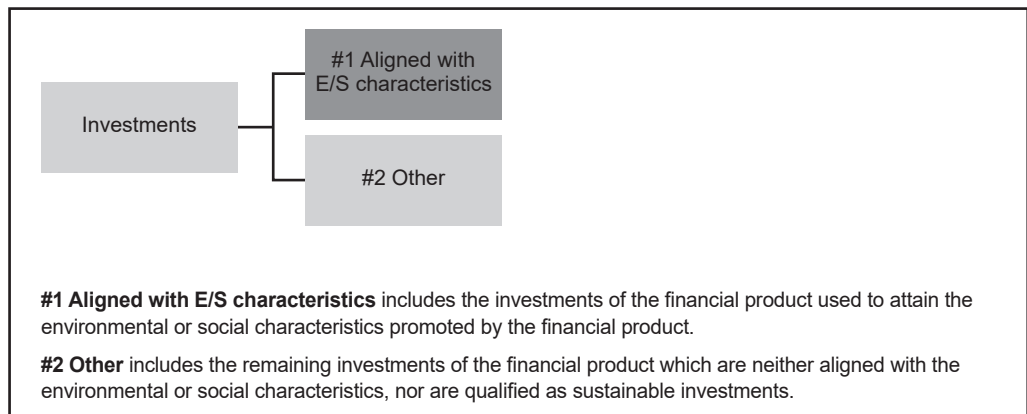 #1 Aligned with
E/S characteristics
Investments
#2 Other
#1 Aligned with E/S characteristics includes the investments of the financial product used to attain the
environmental or social characteristics promoted by the financial product.
#2 Other includes the remaining investments of the financial product which are neither aligned with the
environmental or social characteristics, nor are qualified as sustainable investments.